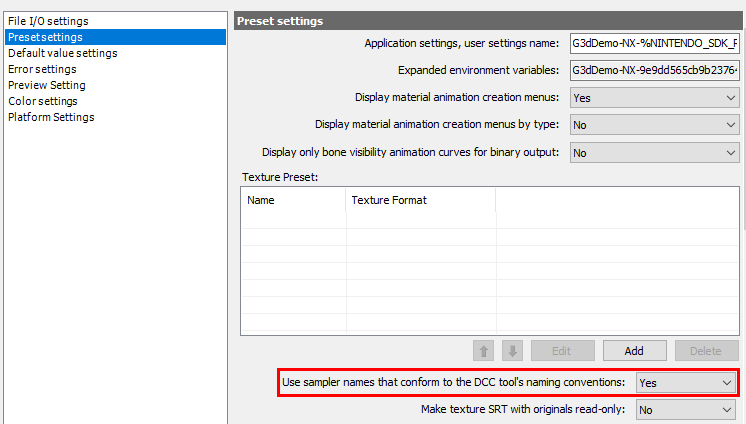 File I/O settings
Preset settings
Default value settings
Error settings
Preview Setting
Color settings
Platform Settings
Preset settings
Application settings, user settings name: G3dDemo-NX-%NINTENDO_SDK_
Expanded environment variables: G3dDemo-NX-9e9dd565cb9b23764
Display material animation creation menus: Yes
Display material animation creation menus by type: No
Display only bone visibility animation curves for binary output: No
Texture Preset:
Name Texture Format
Edit Add Delete
Use sampler names that conform to the DCC tool's naming conventions: Yes
Make texture SRT with originals read-only: No